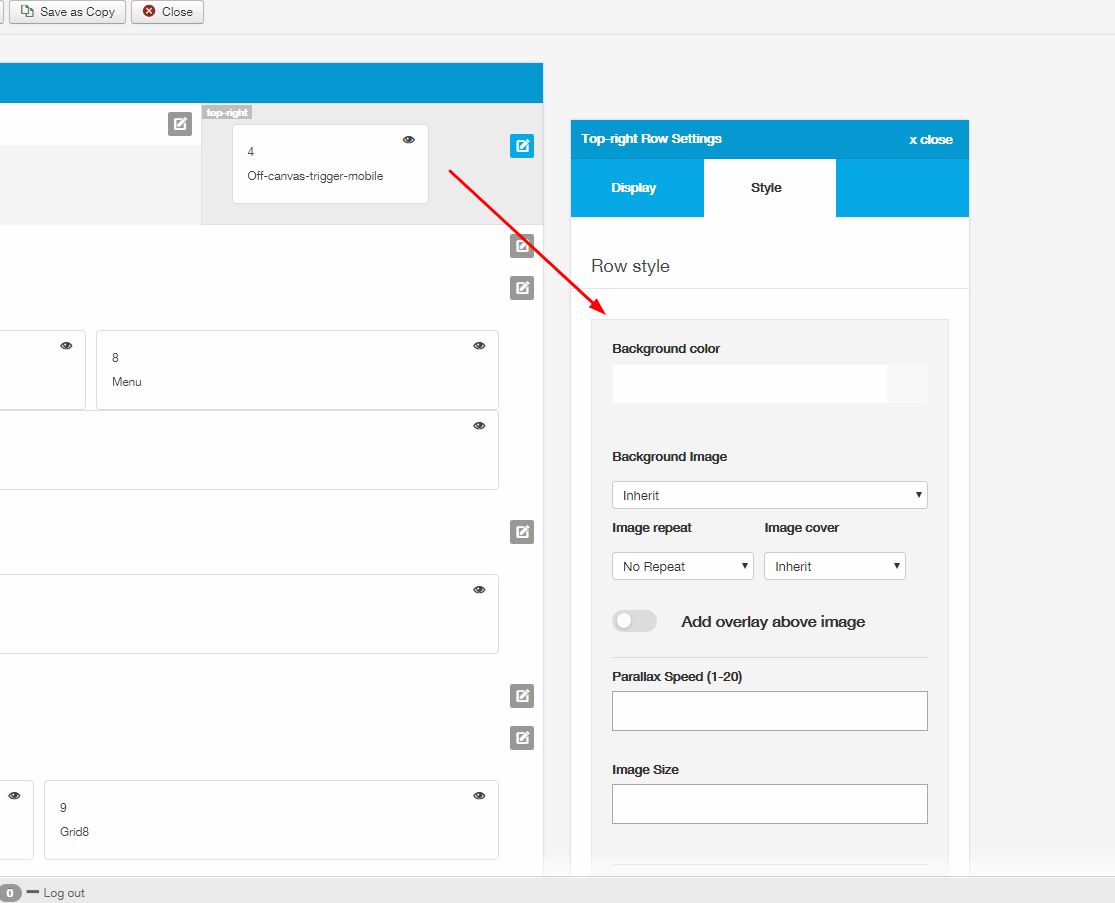 Save as Copy
Close
top-right
4
Off-canvas-trigger-mobile
8
Menu
9
Grid8
Top-right Row Settings
x close
Display
Style
Row style
Background color
Background Image
Inherit
Image repeat
Image cover
No Repeat
Inherit
Add overlay above image
Parallax Speed (1-20)
Image Size
0
Log out